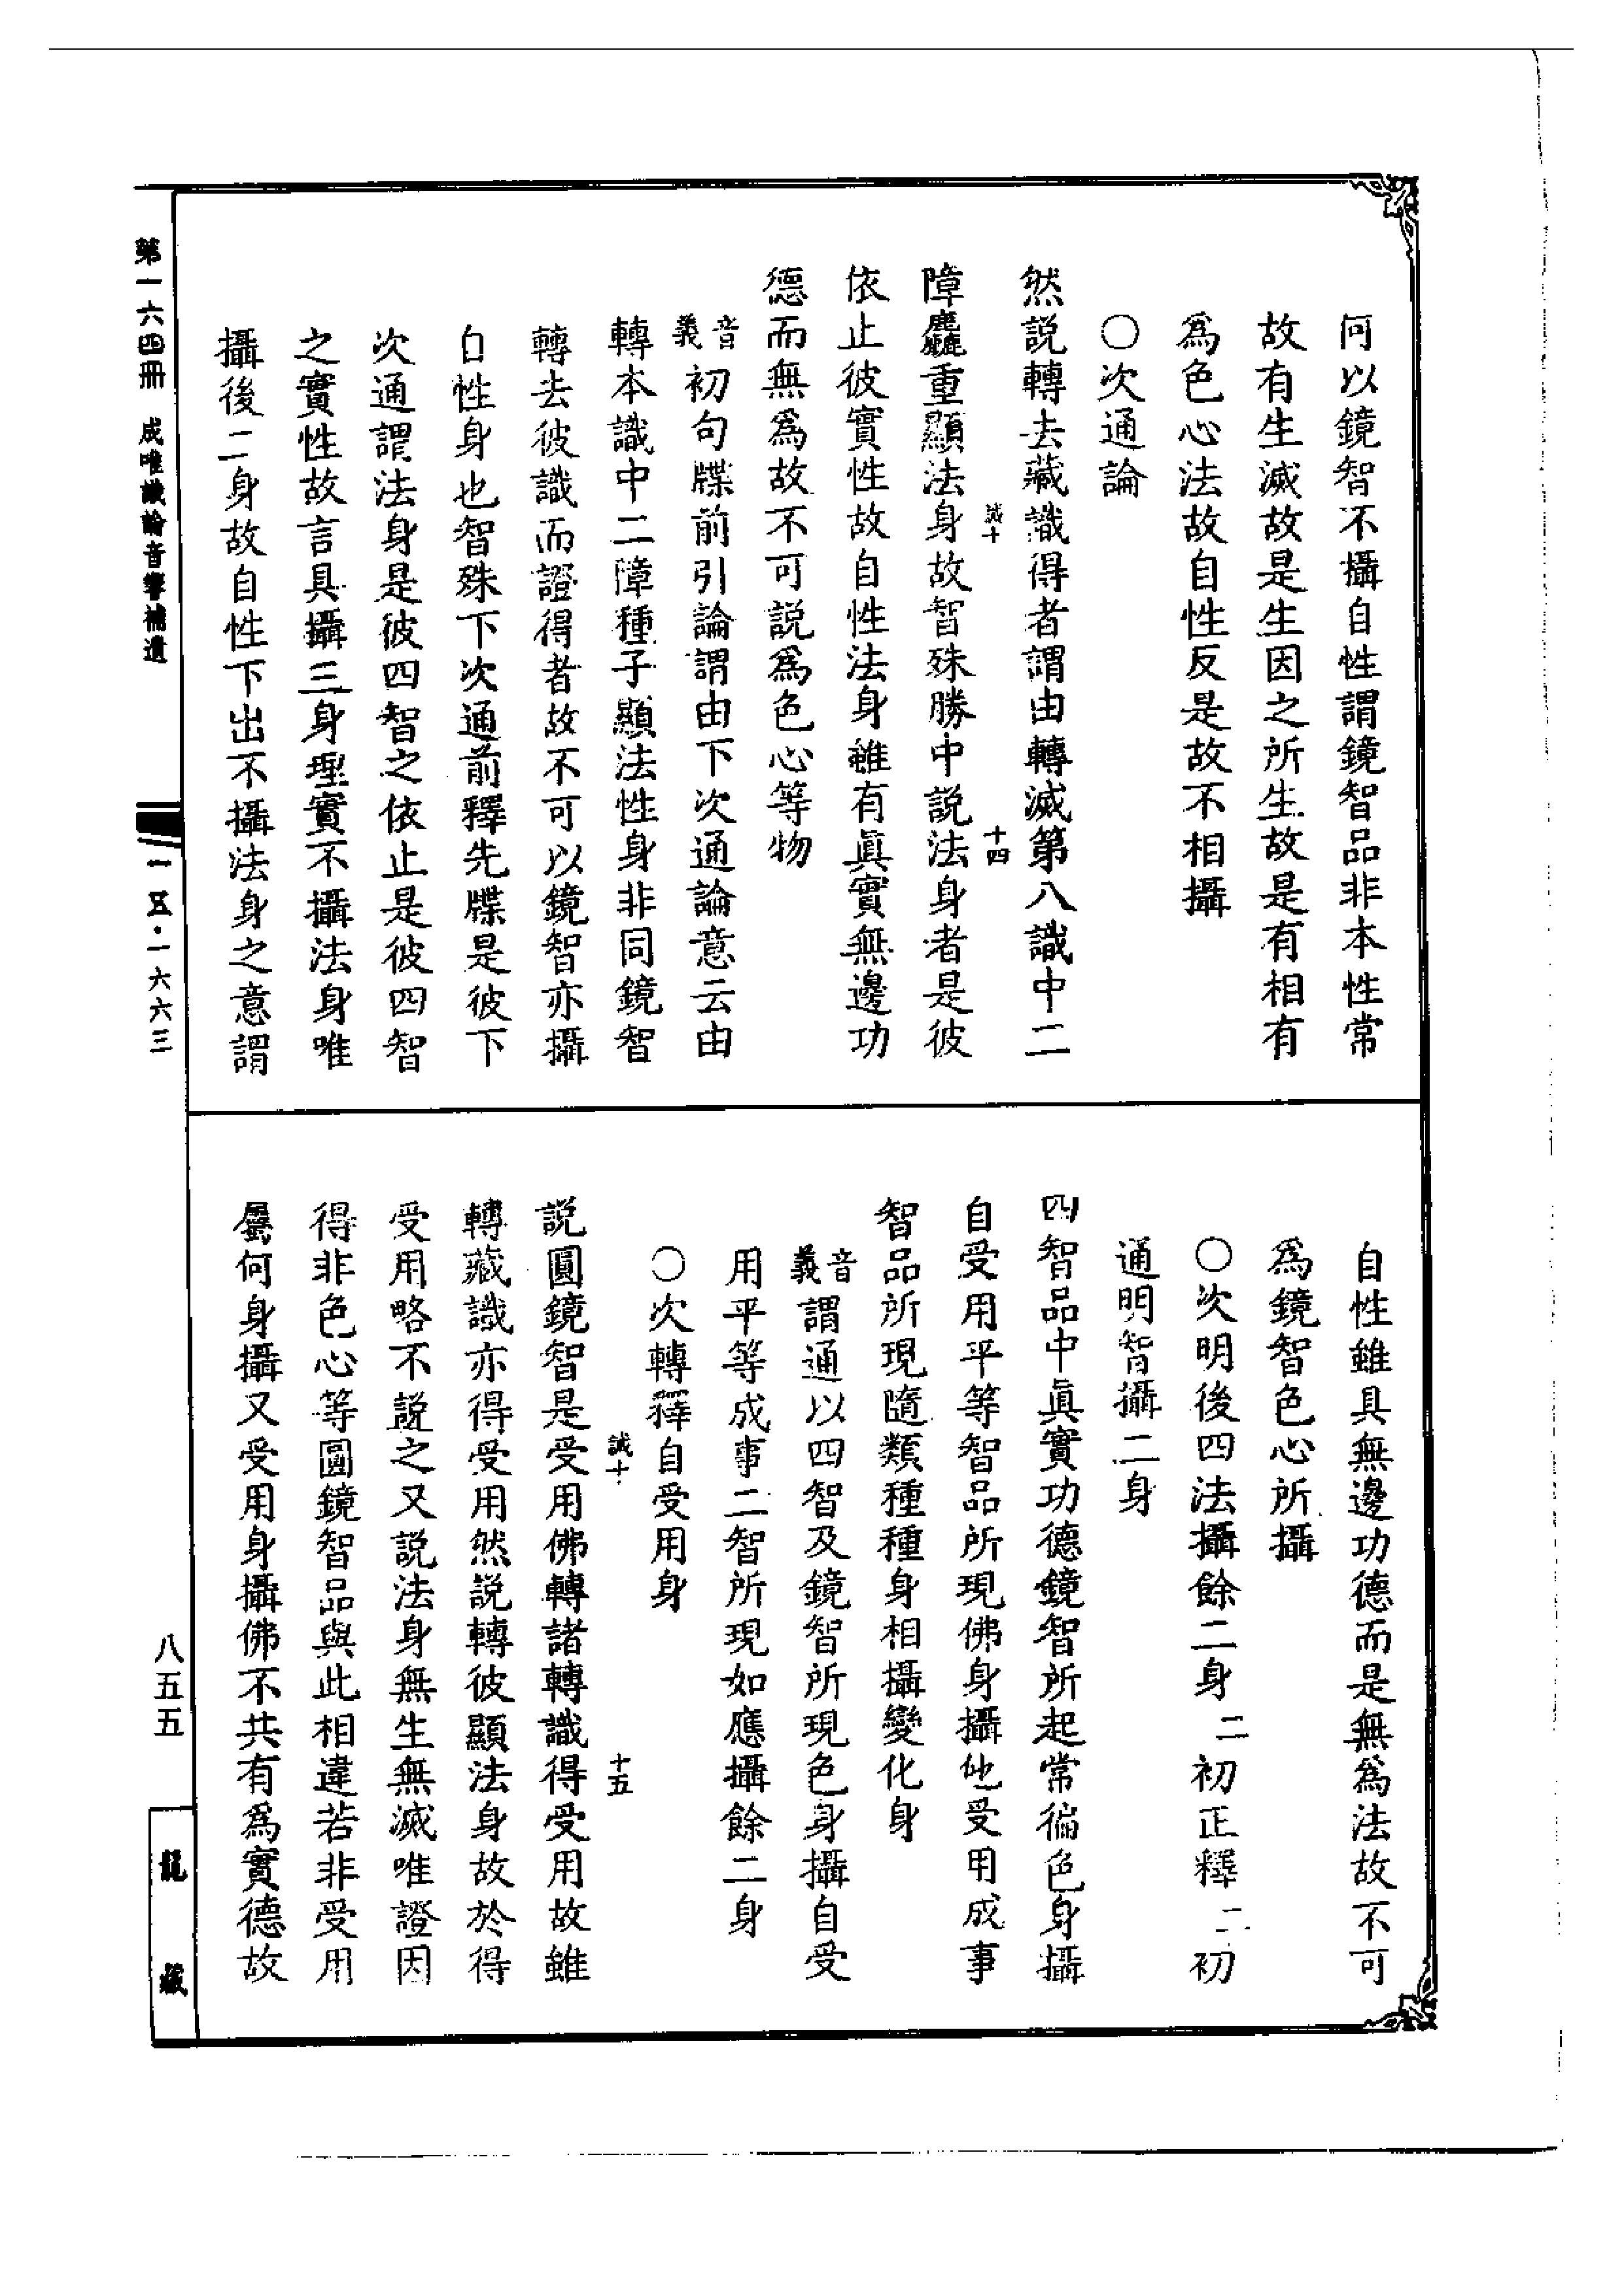 何以鏡智不攝自性謂鏡智品非本性常
故有生滅故是生因之所生故是有相有
為色心法故自性反是故不相攝
○次通論
然説轉去藏識得者謂由轉滅第八識中二
誠十 十四
障麤重顯法身故智殊勝中説法身者是彼
依止彼實性故自性法身雖有眞實無邊功
德而無爲故不可説爲色心等物
音義初句牒前引論謂由下次通論意云由
轉本識中二障種子顯法性身非同鏡智
轉去彼識而證得者故不可以鏡智亦攝
自性身也智殊下次通前釋先牒是彼下
次通謂法身是彼四智之依止是彼四智
之實性故言具攝三身理實不攝法身唯
攝後二身故自性下出不攝法身之意謂
自性雖具無邊功德而是無爲法故不可
爲鏡智色心所攝
○次明後四法攝餘二身二初正釋二初
通明智攝二身
四智品中眞實功德鏡智所起常徧色身攝
自受用平等智品所現佛身攝他受用成事
智品所現隨類種種身相攝變化身
音義謂通以四智及鏡智所現色身攝自受
用平等成事二智所現如應攝餘二身
○次轉釋自受用身
誠十 十五
説圓鏡智是受用佛轉諸轉識得受用故雖
轉藏識亦得受用然説轉彼顯法身故於得
受用略不説之又説法身無生無滅唯證因
得非色心等圓鏡智品與此相違若非受用
屬何身攝又受用身攝佛不共有爲實德故
第一六四冊 成唯識論音響補遺
一五·一六六三
八五五
龍藏